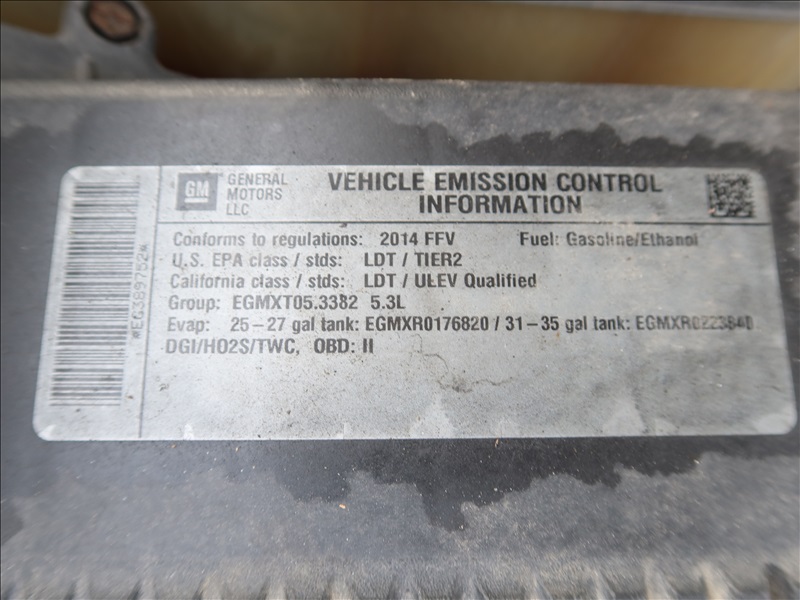 GM GENERAL MOTORS LLC
VEHICLE EMISSION CONTROL
INFORMATION
Conforms to regulations: 2014 FFV Fuel: Gasoline/Ethanol
U.S. EPA class / stds: LDT / TIER2
California class / stds: LDT / ULEV Qualified
Group: EGMXT05.3382 5.3L
Evap: 25-27 gal tank: EGMXR0176820 / 31-35 gal tank:
DGI/HO2S/TWC, OBD: II
*EG389752*